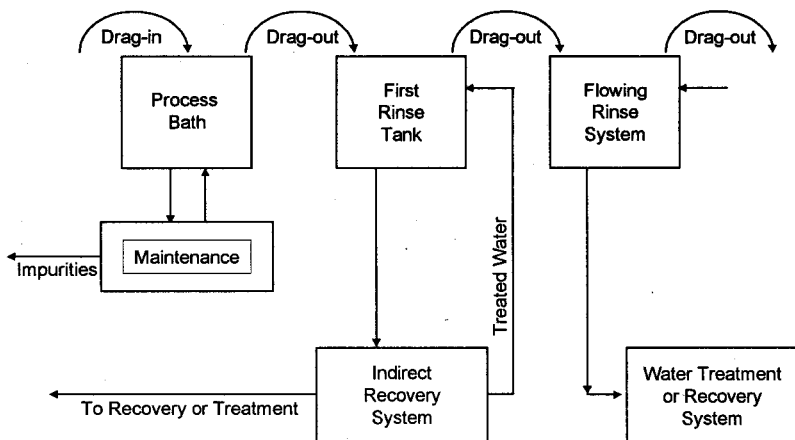 Drag-in
Drag-out
Drag-out
Drag-out
Process
Bath
First
Rinse
Tank
Flowing
Rinse
System
Maintenance
Impurities
Treated Water
Indirect
Recovery
System
To Recovery or Treatment
Water Treatment
or Recovery
System